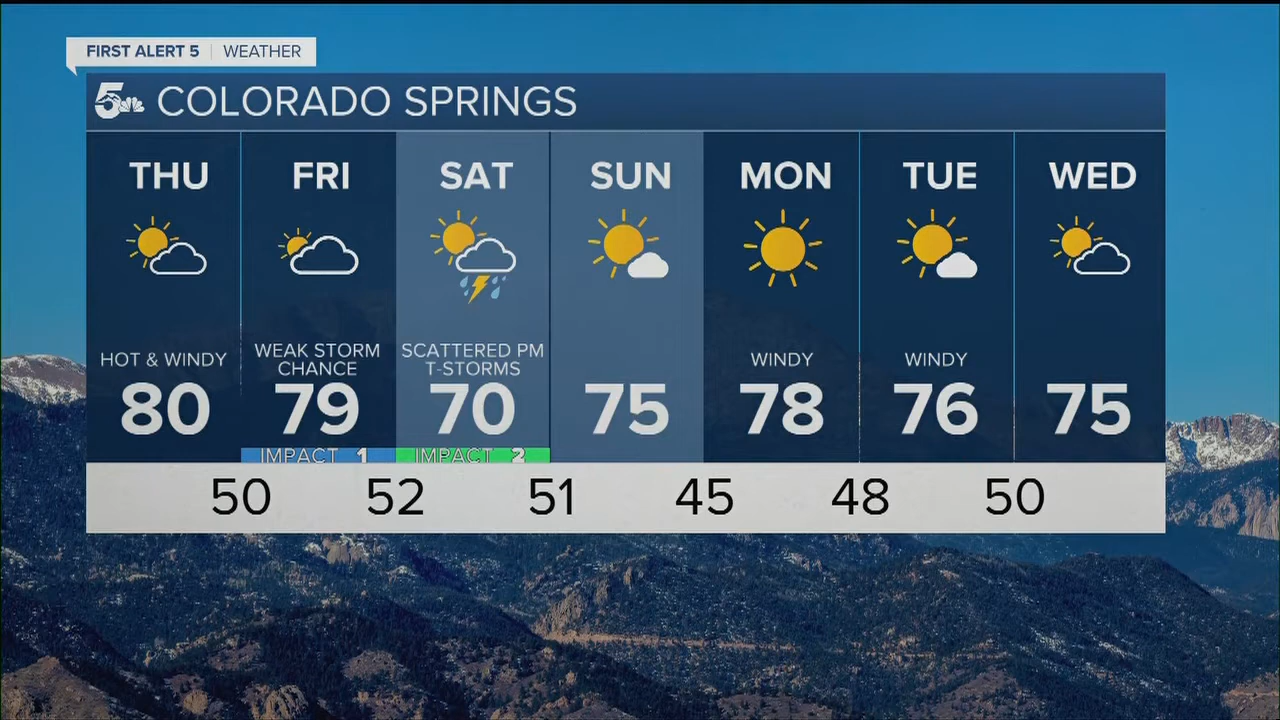 FIRST ALERT 5 | WEATHER
5 COLORADO SPRINGS
THU FRI SAT SUN MON TUE WED
HOT & WINDY
WEAK STORM
CHANCE
SCATTERED PM
T-STORMS
WINDY
WINDY
80 79 70 75 78 76 75
IMPACT 1 IMPACT 2
50 52 51 45 48 50